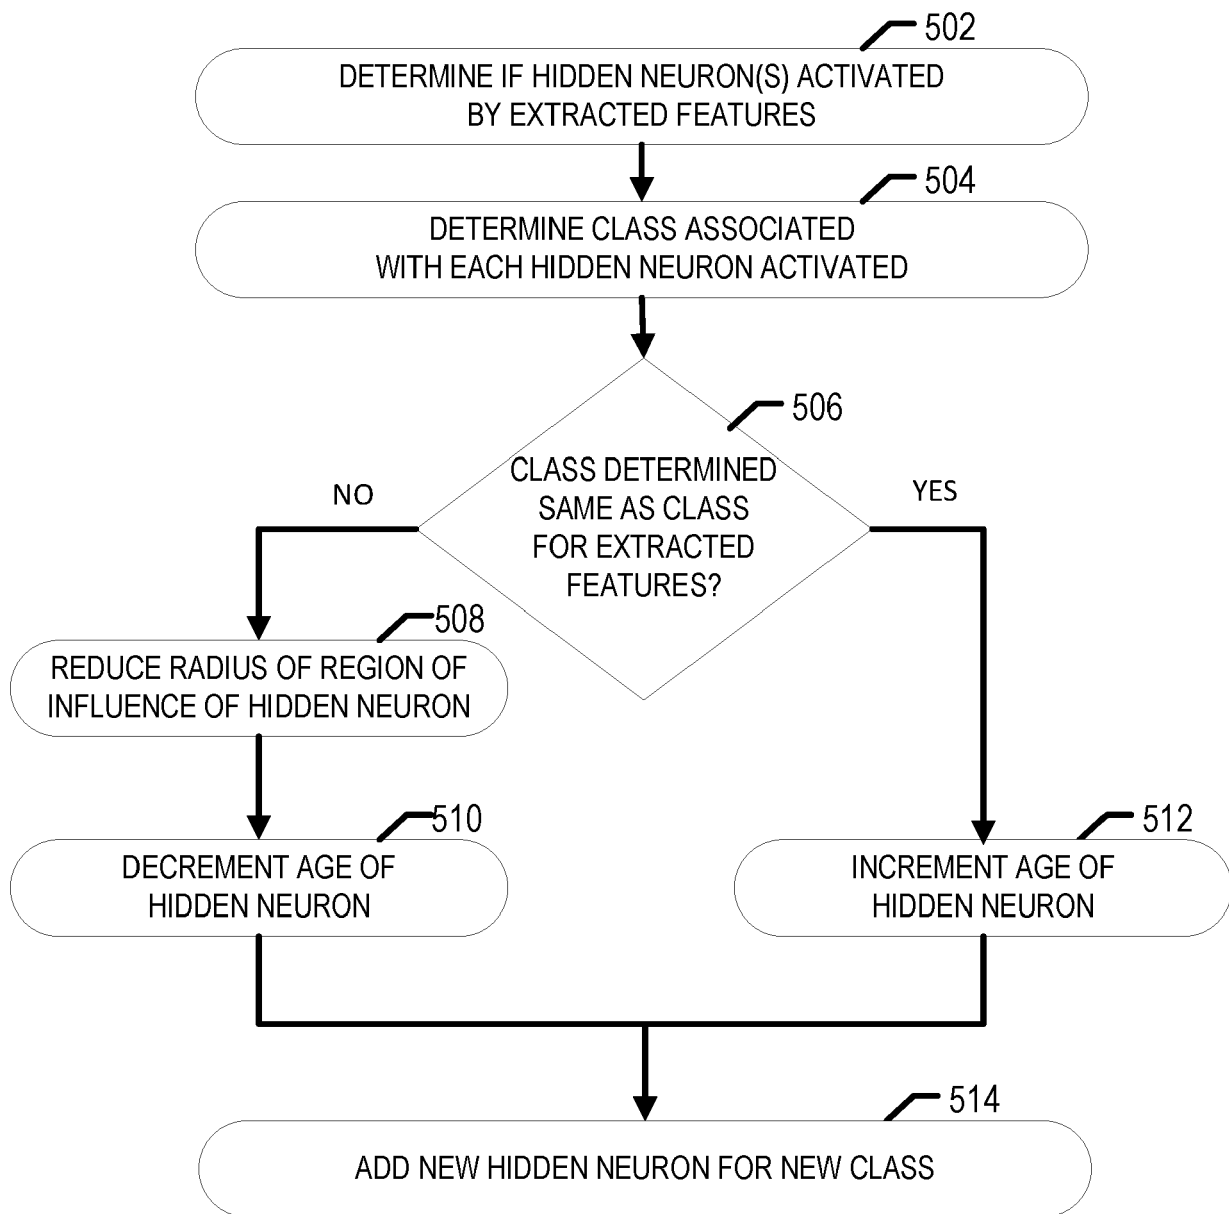 502
DETERMINE IF HIDDEN NEURON(S) ACTIVATED
BY EXTRACTED FEATURES
504
DETERMINE CLASS ASSOCIATED
WITH EACH HIDDEN NEURON ACTIVATED
506
CLASS DETERMINED
SAME AS CLASS
FOR EXTRACTED
FEATURES?
NO
YES
508
REDUCE RADIUS OF REGION OF
INFLUENCE OF HIDDEN NEURON
510
DECREMENT AGE OF
HIDDEN NEURON
512
INCREMENT AGE OF
HIDDEN NEURON
514
ADD NEW HIDDEN NEURON FOR NEW CLASS